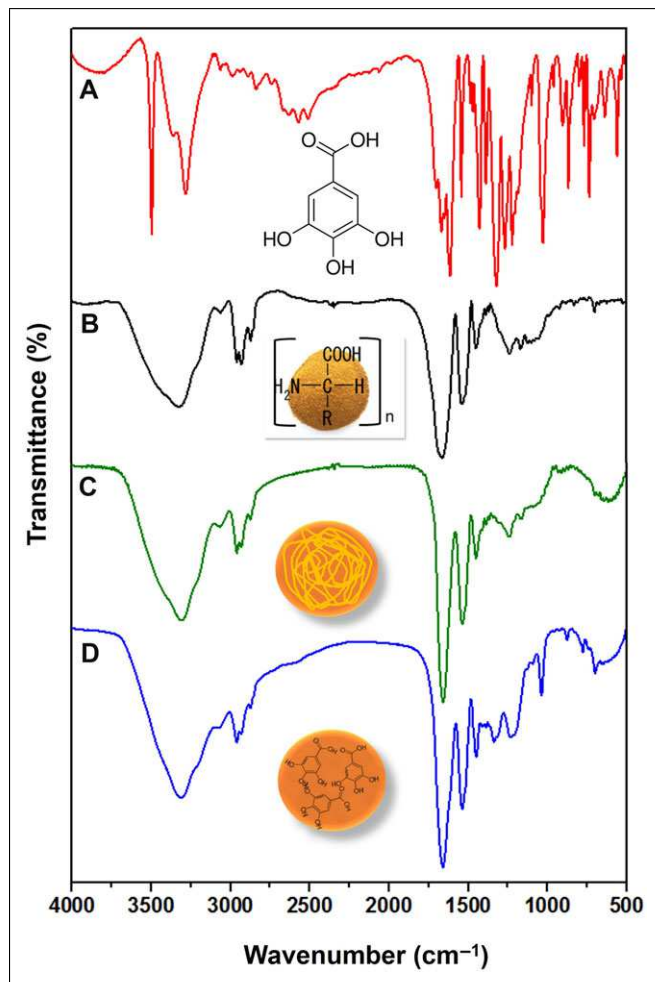 A
O
OH
HO
OH
OH
B
COOH
H₂N
C
H
R
n
C
D
Transmittance (%)
4000 3500 3000 2500 2000 1500 1000 500
Wavenumber (cm⁻¹)